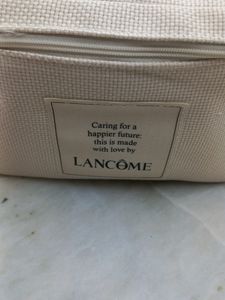 Caring for a
happier future:
this is made
with love by
LANCÔME